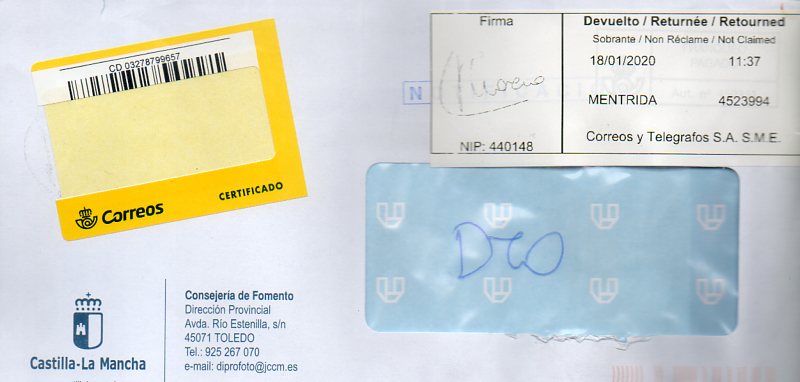 CD 03278799657
Correos
CERTIFICADO
Firma
NIP: 440148
Devuelto / Returnée / Retourned
Sobrante / Non Réclame / Not Claimed
18/01/2020 11:37
MENTRIDA 4523994
Correos y Telegrafos S.A. S.M.E.
N
Castilla-La Mancha
Consejería de Fomento
Dirección Provincial
Avda. Río Estenilla, s/n
45071 TOLEDO
Tel.: 925 267 070
e-mail: diprofoto@jccm.es